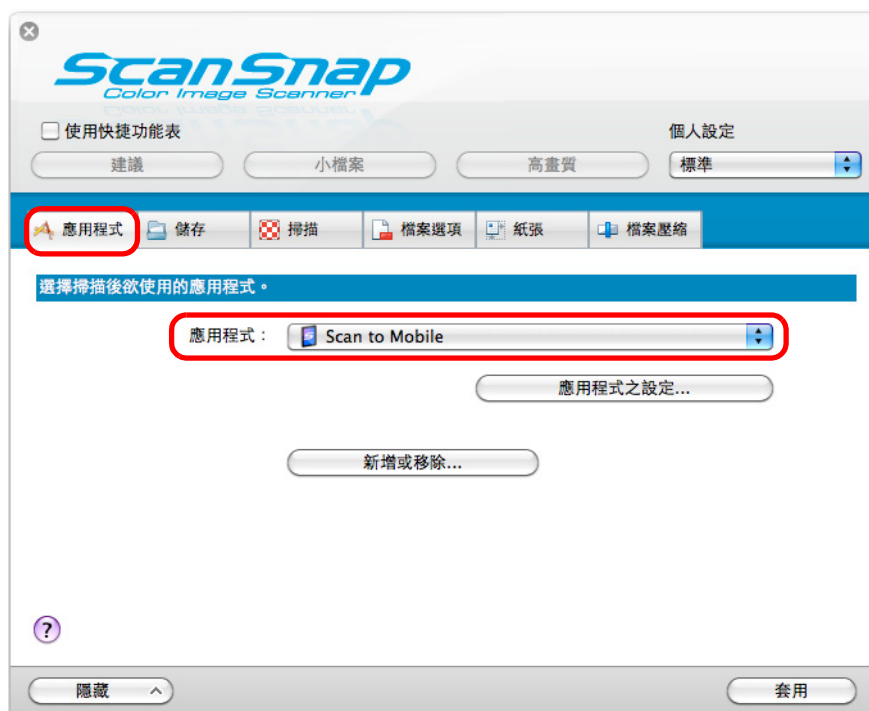 ScanSnap
Color Image Scanner
使用快捷功能表
個人設定
建議 小檔案 高畫質 標準
應用程式 儲存 掃描 檔案選項 紙張 檔案壓縮
選擇掃描後欲使用的應用程式。
應用程式： Scan to Mobile
應用程式之設定...
新增或移除...
?
隱藏 套用